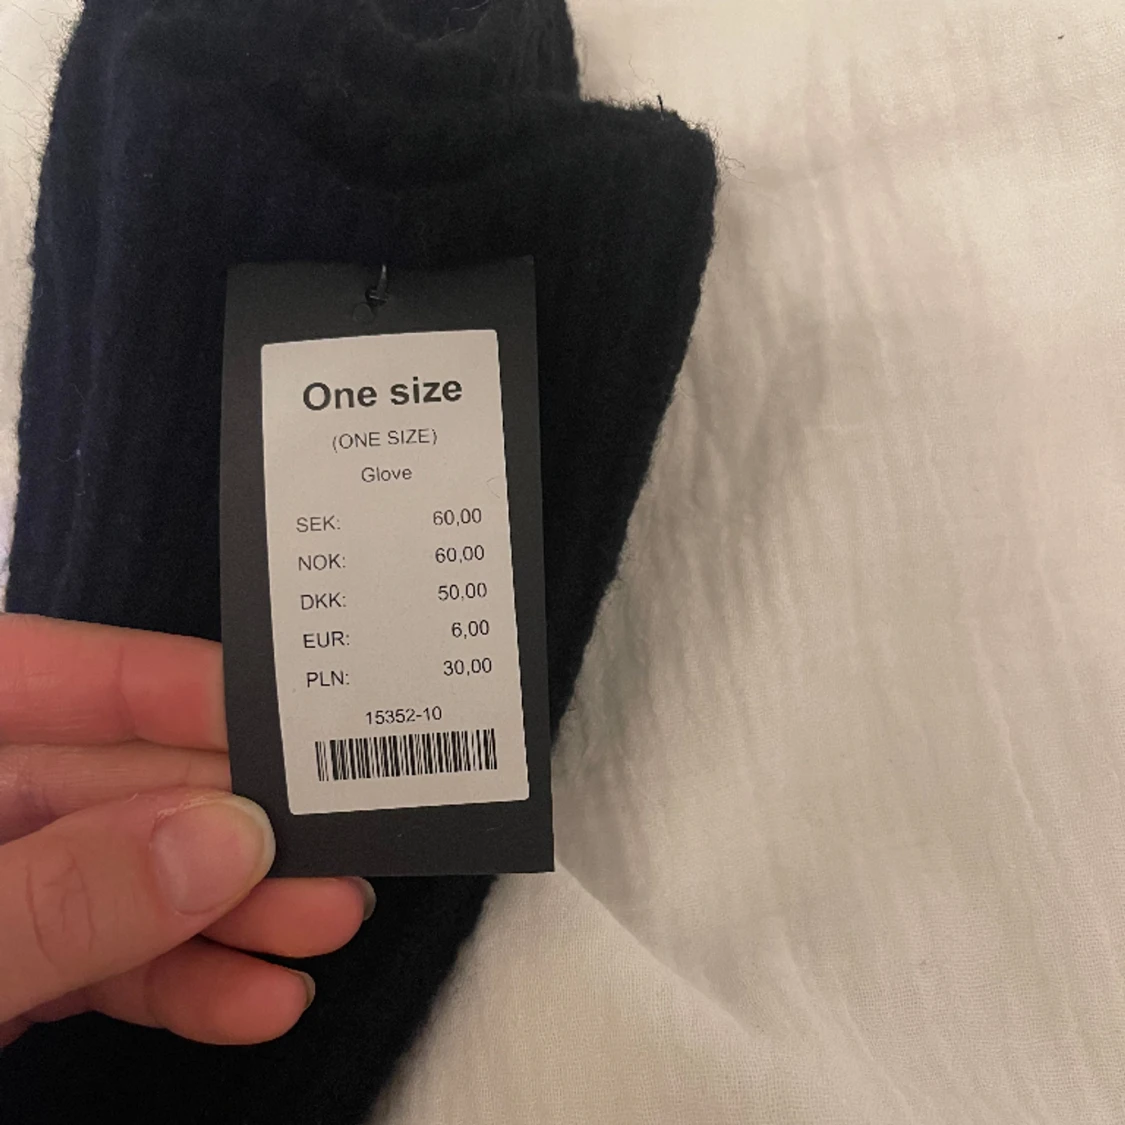 One size
(ONE SIZE)
Glove
SEK: 60,00
NOK: 60,00
DKK: 50,00
EUR: 6,00
PLN: 30,00
15352-10